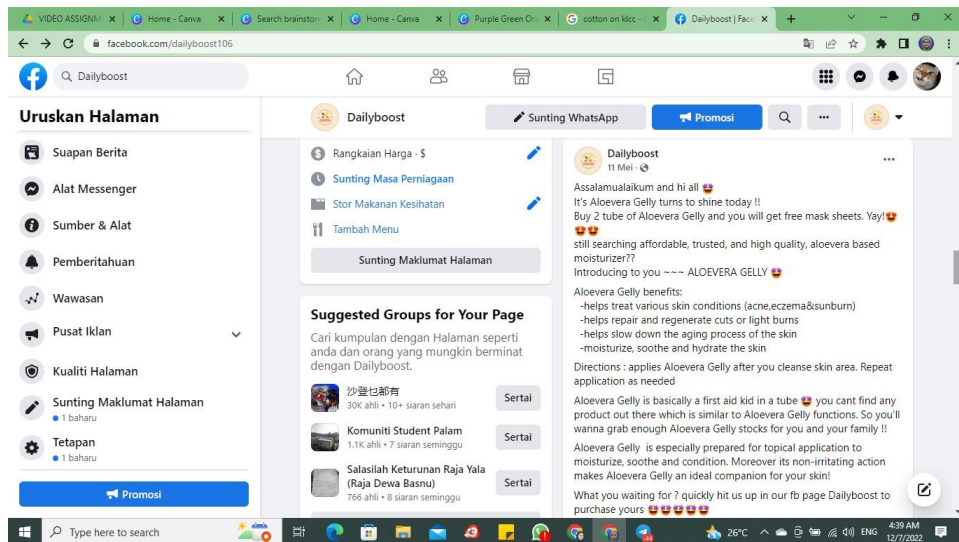 VIDEO ASSIGNM
Home - Canva
Search brainstorm
Home - Canva
Purple Green Or
cotton on klcc -
Dailyboost | Face
facebook.com/dailyboost106
Dailyboost
Uruskan Halaman
Suapan Berita
Alat Messenger
Sumber & Alat
Pemberitahuan
Wawasan
Pusat Iklan
Kualiti Halaman
Sunting Maklumat Halaman
1 baharu
Tetapan
1 baharu
Promosi
Dailyboost
Sunting WhatsApp
Promosi
Rangkaian Harga · $
Sunting Masa Perniagaan
Stor Makanan Kesihatan
Tambah Menu
Sunting Maklumat Halaman
Suggested Groups for Your Page
Cari kumpulan dengan Halaman seperti
anda dan orang yang mungkin berminat
dengan Dailyboost.
沙登乜都有
30K ahli • 10+ siaran sehari
Sertai
Komuniti Student Palam
1.1K ahli • 7 siaran seminggu
Sertai
Salasilah Keturunan Raja Yala
(Raja Dewa Basnu)
766 ahli • 8 siaran seminggu
Sertai
Dailyboost
11 Mei ·
Assalamualaikum and hi all 🤩
It's Aloevera Gelly turns to shine today !!
Buy 2 tube of Aloevera Gelly and you will get free mask sheets. Yay!🤩
🤩🤩
still searching affordable, trusted, and high quality, aloevera based
moisturizer??
Introducing to you ~~~ ALOEVERA GELLY 🤩
Aloevera Gelly benefits:
-helps treat various skin conditions (acne,eczema&sunburn)
-helps repair and regenerate cuts or light burns
-helps slow down the aging process of the skin
-moisturize, soothe and hydrate the skin
Directions : applies Aloevera Gelly after you cleanse skin area. Repeat
application as needed
Aloevera Gelly is basically a first aid kid in a tube 🤩 you cant find any
product out there which is similar to Aloevera Gelly functions. So you'll
wanna grab enough Aloevera Gelly stocks for you and your family !!
Aloevera Gelly is especially prepared for topical application to
moisturize, soothe and condition. Moreover its non-irritating action
makes Aloevera Gelly an ideal companion for your skin!
What you waiting for ? quickly hit us up in our fb page Dailyboost to
purchase yours 🤩🤩🤩🤩🤩
Type here to search
26°C
ENG
4:39 AM
12/7/2022